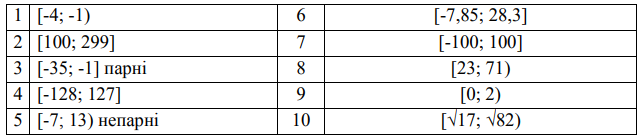 1 [-4; -1) 6 [-7,85; 28,3]
2 [100; 299] 7 [-100; 100]
3 [-35; -1] парні 8 [23; 71)
4 [-128; 127] 9 [0; 2)
5 [-7; 13) непарні 10 [√17; √82)